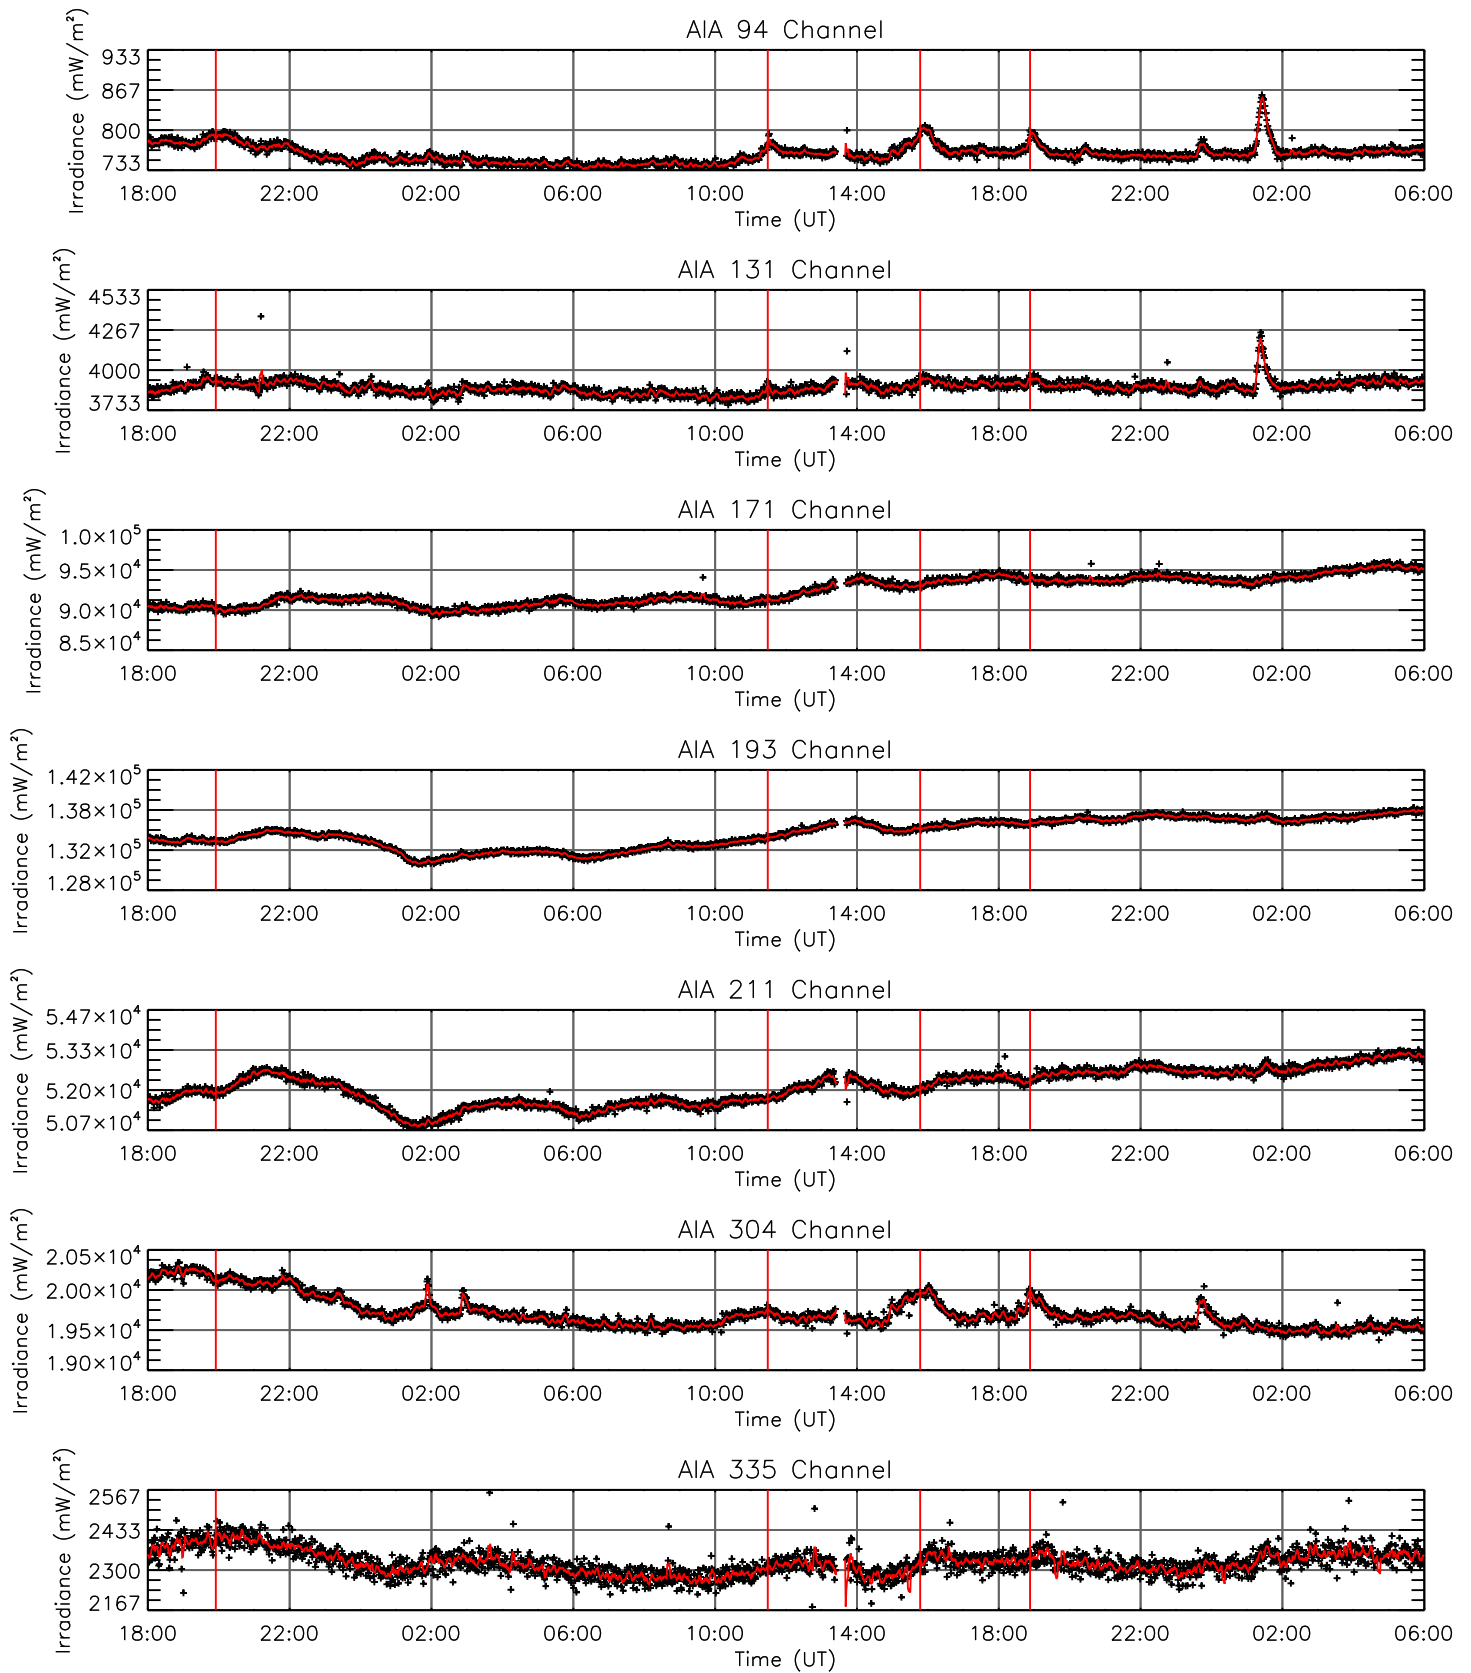 AIA 94 Channel
Irradiance (mW/m²)
933
867
800
733
18:00 22:00 02:00 06:00 10:00 14:00 18:00 22:00 02:00 06:00
Time (UT)
AIA 131 Channel
Irradiance (mW/m²)
4533
4267
4000
3733
18:00 22:00 02:00 06:00 10:00 14:00 18:00 22:00 02:00 06:00
Time (UT)
AIA 171 Channel
Irradiance (mW/m²)
1.0×10⁵
9.5×10⁴
9.0×10⁴
8.5×10⁴
18:00 22:00 02:00 06:00 10:00 14:00 18:00 22:00 02:00 06:00
Time (UT)
AIA 193 Channel
Irradiance (mW/m²)
1.42×10⁵
1.38×10⁵
1.32×10⁵
1.28×10⁵
18:00 22:00 02:00 06:00 10:00 14:00 18:00 22:00 02:00 06:00
Time (UT)
AIA 211 Channel
Irradiance (mW/m²)
5.47×10⁴
5.33×10⁴
5.20×10⁴
5.07×10⁴
18:00 22:00 02:00 06:00 10:00 14:00 18:00 22:00 02:00 06:00
Time (UT)
AIA 304 Channel
Irradiance (mW/m²)
2.05×10⁴
2.00×10⁴
1.95×10⁴
1.90×10⁴
18:00 22:00 02:00 06:00 10:00 14:00 18:00 22:00 02:00 06:00
Time (UT)
AIA 335 Channel
Irradiance (mW/m²)
2567
2433
2300
2167
18:00 22:00 02:00 06:00 10:00 14:00 18:00 22:00 02:00 06:00
Time (UT)